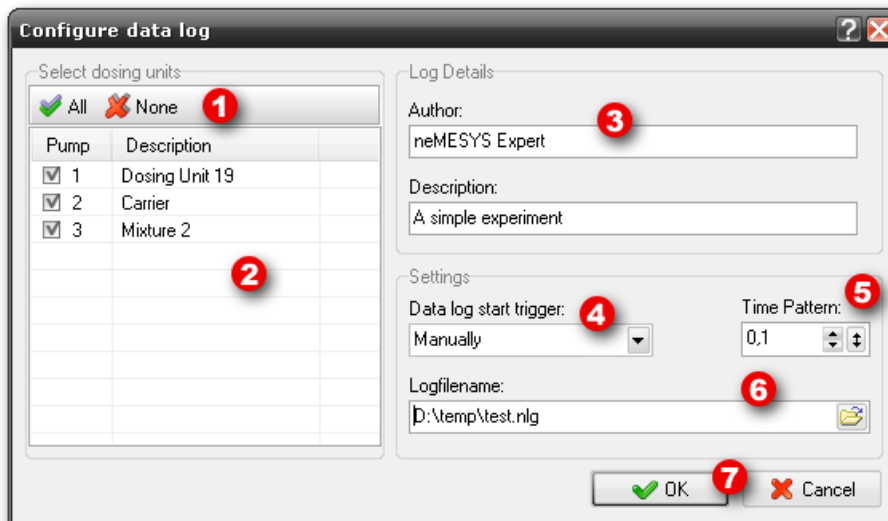 Configure data log
?
Select dosing units
All None 1
Pump Description
1 Dosing Unit 19
2 Carrier
3 Mixture 2
2
Log Details
Author: 3
neMESYS Expert
Description:
A simple experiment
Settings
Data log start trigger: 4
Manually
Time Pattern: 5
0,1
Logfilename: 6
D:\temp\test.nlg
OK 7 Cancel